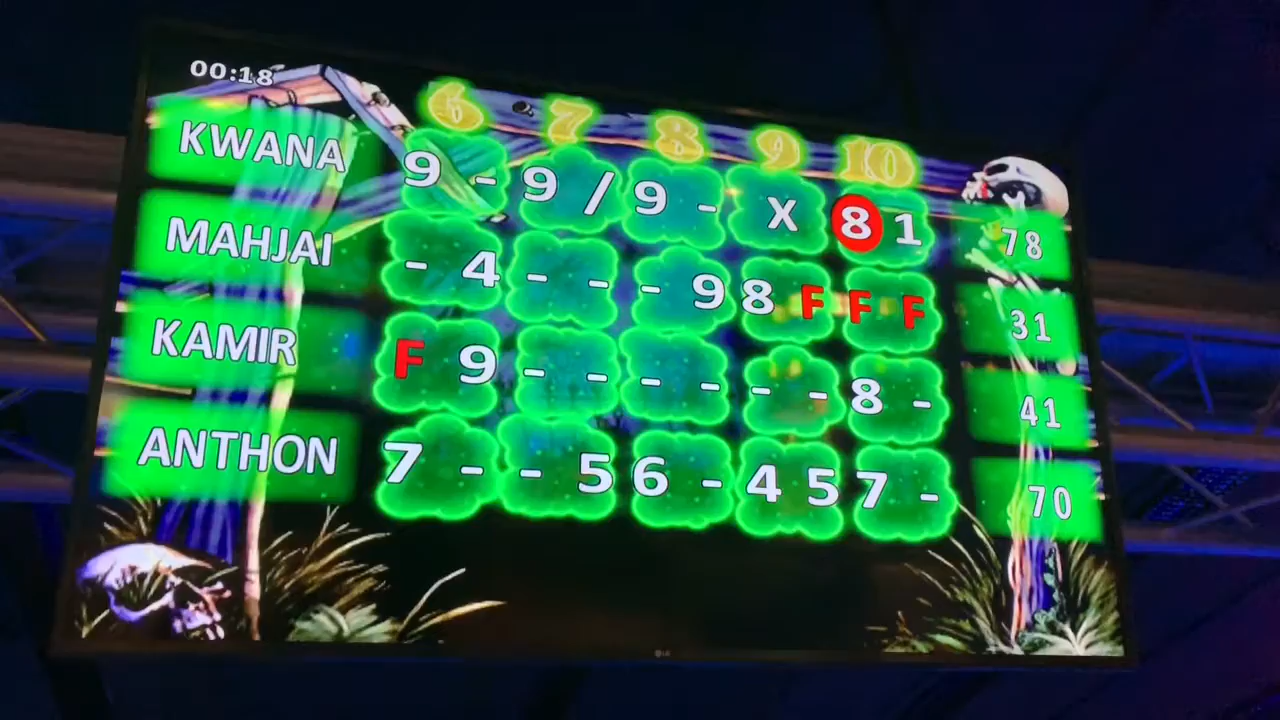 00:18
6 7 8 9 10
KWANA 9 - 9 / 9 - X 8 1 78
MAHJAI - 4 - - - 9 8 F F F 31
KAMIR F 9 - - - - - - 8 - 41
ANTHON 7 - - 5 6 - 4 5 7 - 70
LG